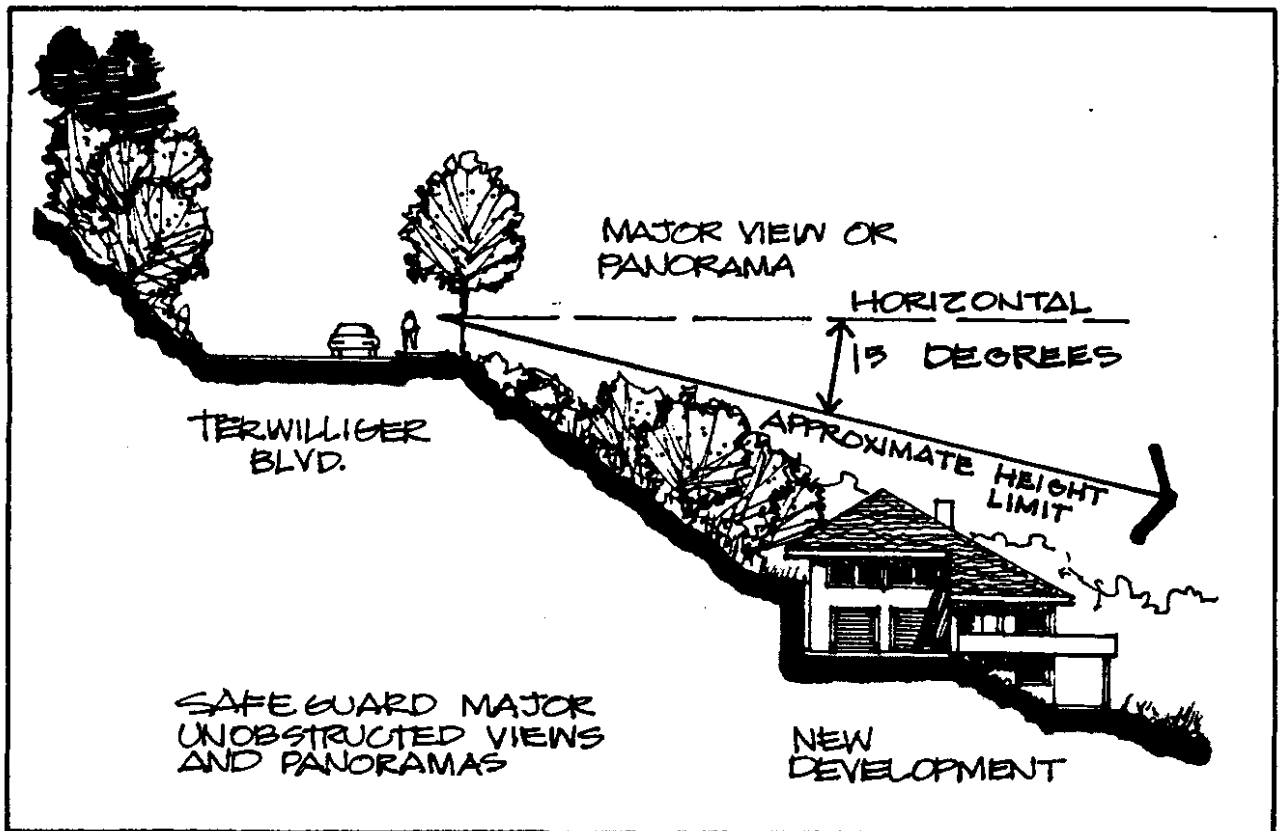 MAJOR VIEW OR
PANORAMA
HORIZONTAL
15 DEGREES
TERWILLIGER
BLVD.
APPROXIMATE HEIGHT
LIMIT
SAFEGUARD MAJOR
UNOBSTRUCTED VIEWS
AND PANORAMAS
NEW
DEVELOPMENT